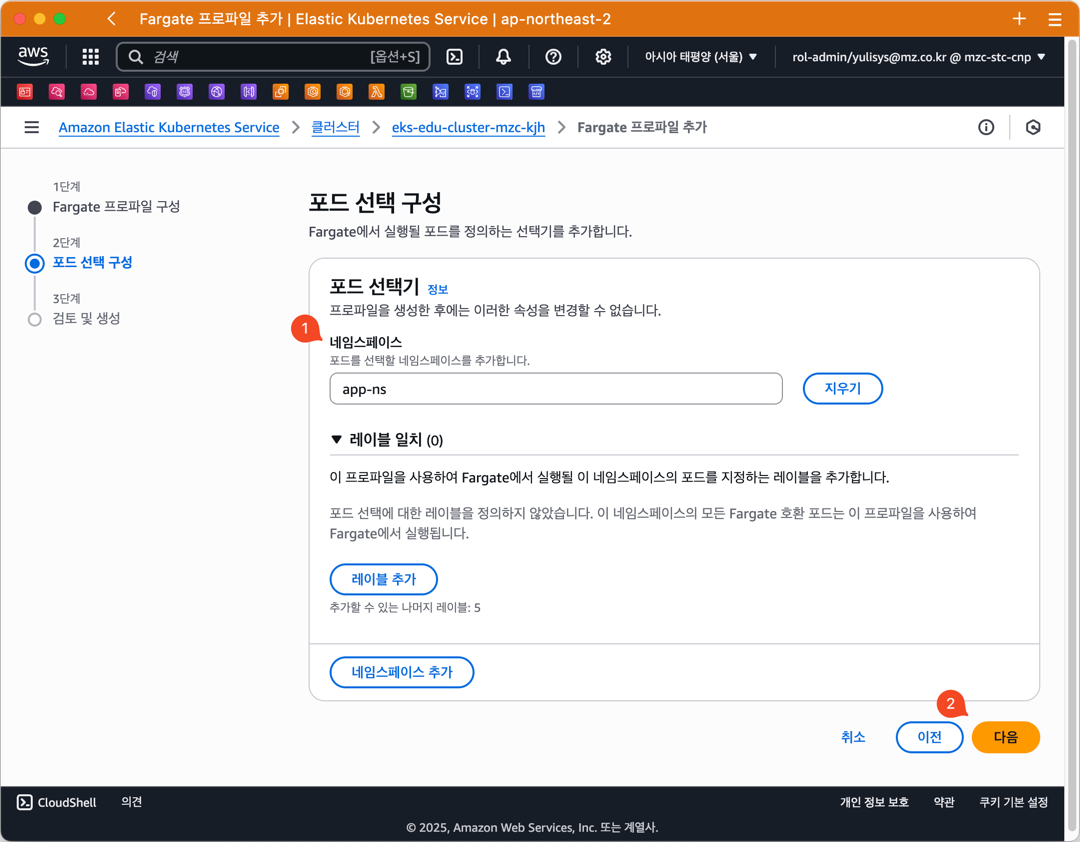 Fargate 프로파일 추가 | Elastic Kubernetes Service | ap-northeast-2
aws
검색
[옵션+S]
아시아 태평양 (서울) ▼
rol-admin/yulisys@mz.co.kr @ mzc-stc-cnp ▼
Amazon Elastic Kubernetes Service > 클러스터 > eks-edu-cluster-mzc-kjh > Fargate 프로파일 추가
1단계
Fargate 프로파일 구성
2단계
포드 선택 구성
3단계
검토 및 생성
포드 선택 구성
Fargate에서 실행될 포드를 정의하는 선택기를 추가합니다.
포드 선택기 정보
프로파일을 생성한 후에는 이러한 속성을 변경할 수 없습니다.
1
네임스페이스
포드를 선택할 네임스페이스를 추가합니다.
app-ns
지우기
▼ 레이블 일치 (0)
이 프로파일을 사용하여 Fargate에서 실행될 이 네임스페이스의 포드를 지정하는 레이블을 추가합니다.
포드 선택에 대한 레이블을 정의하지 않았습니다. 이 네임스페이스의 모든 Fargate 호환 포드는 이 프로파일을 사용하여
Fargate에서 실행됩니다.
레이블 추가
추가할 수 있는 나머지 레이블: 5
네임스페이스 추가
2
취소
이전
다음
CloudShell
의견
개인 정보 보호
약관
쿠키 기본 설정
© 2025, Amazon Web Services, Inc. 또는 계열사.